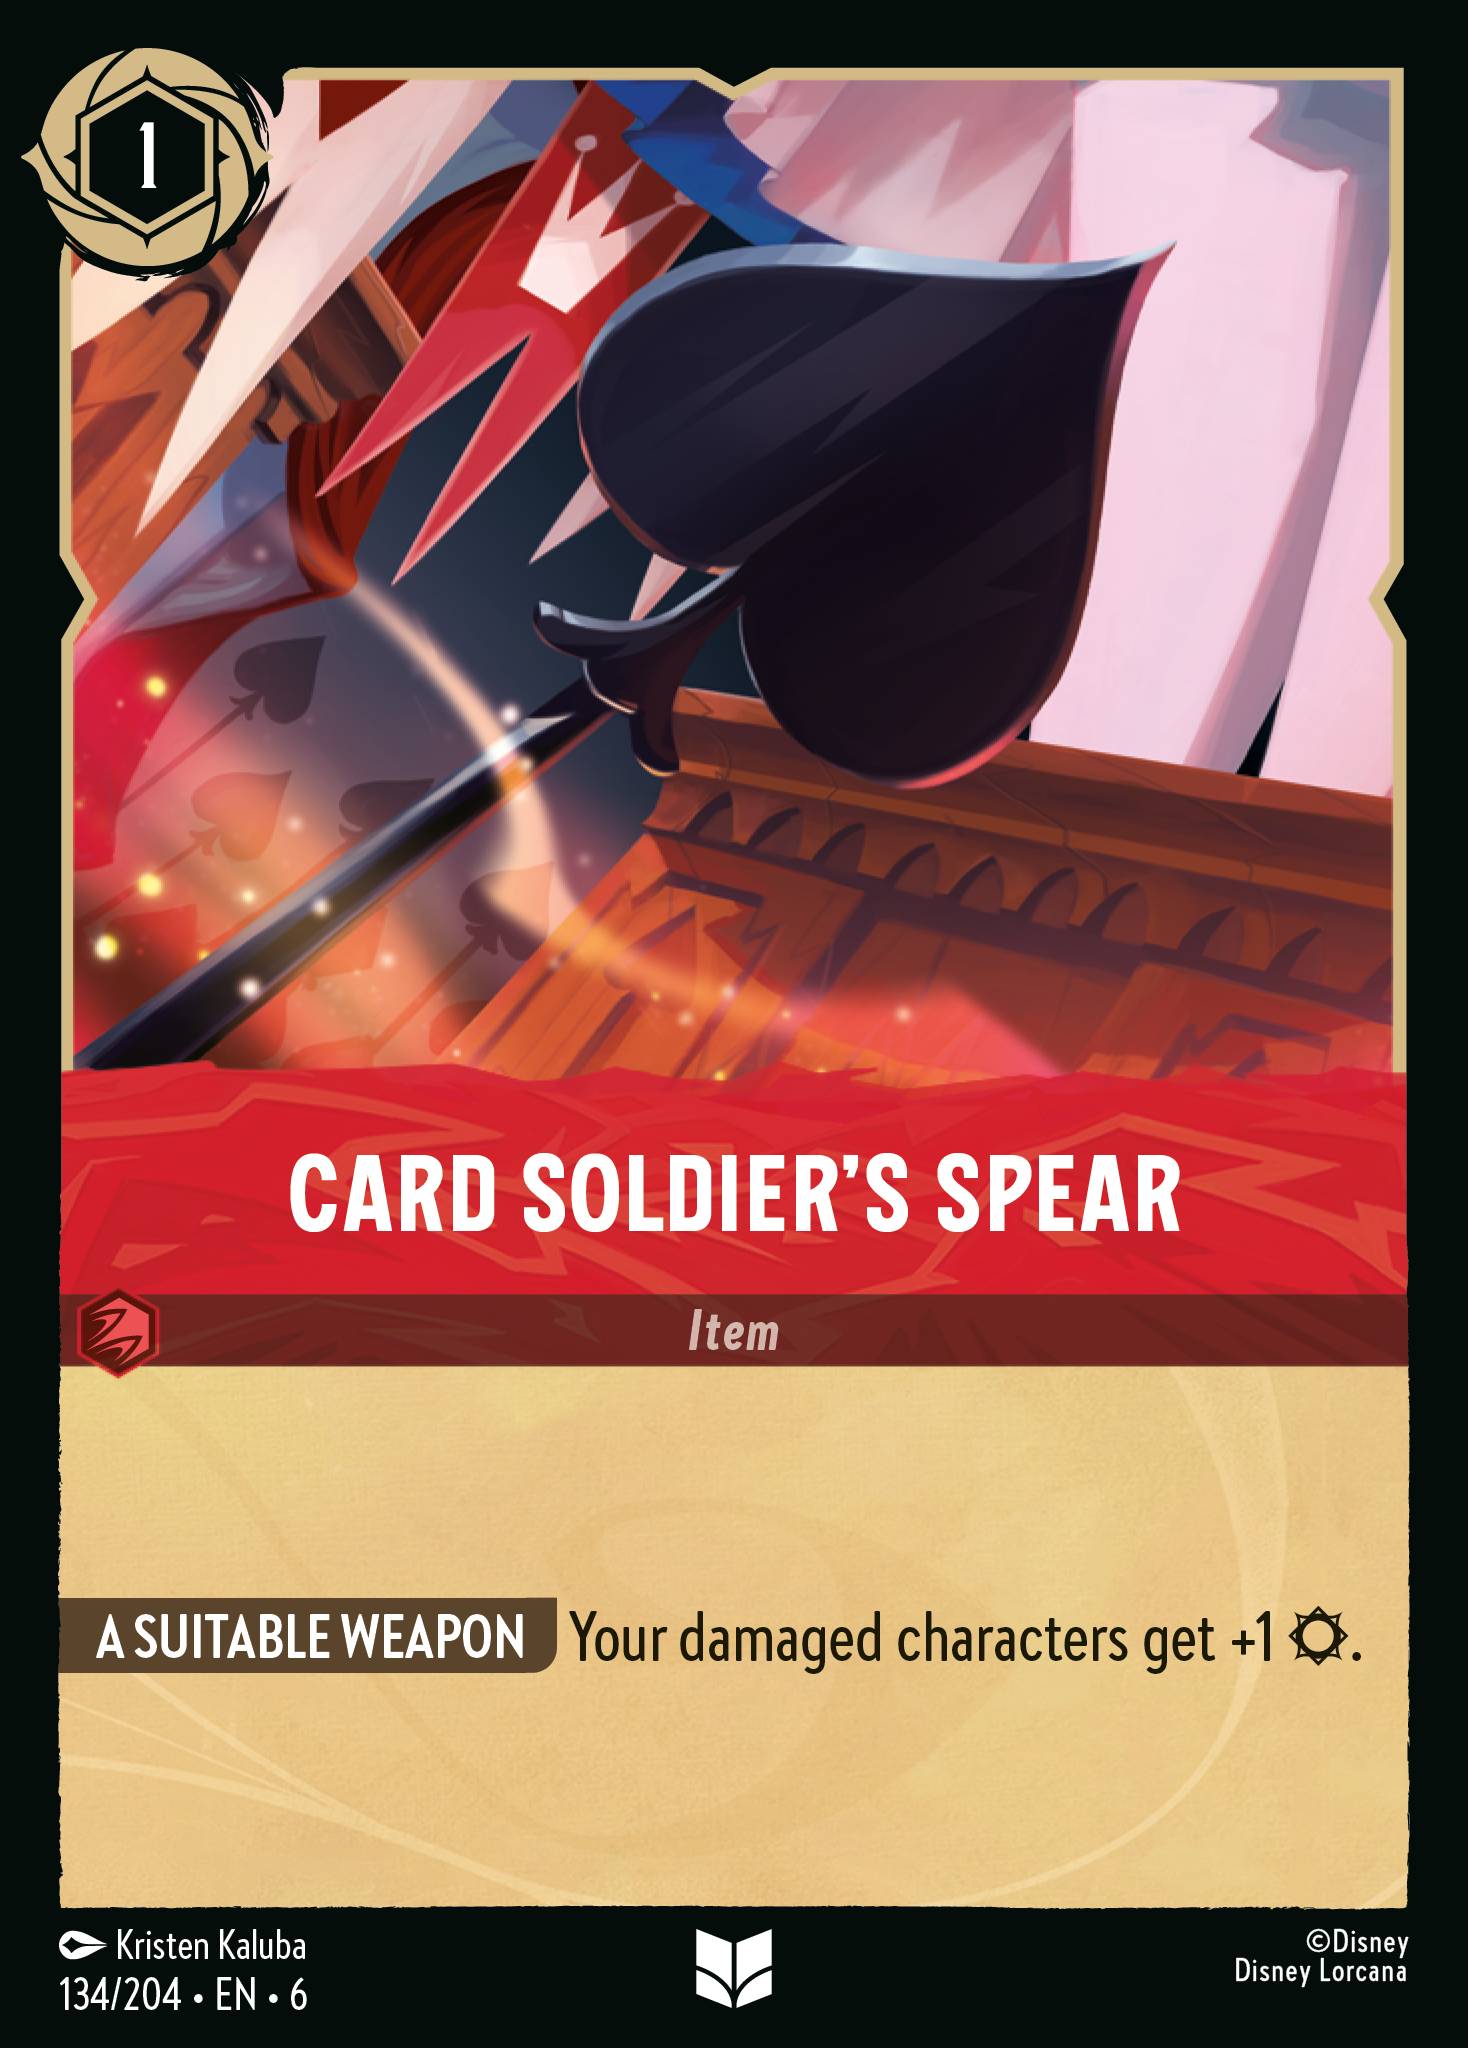 1
CARD SOLDIER’S SPEAR
Item
A SUITABLE WEAPON Your damaged characters get +1 .
Kristen Kaluba
134/204 • EN • 6
©Disney
Disney Lorcana